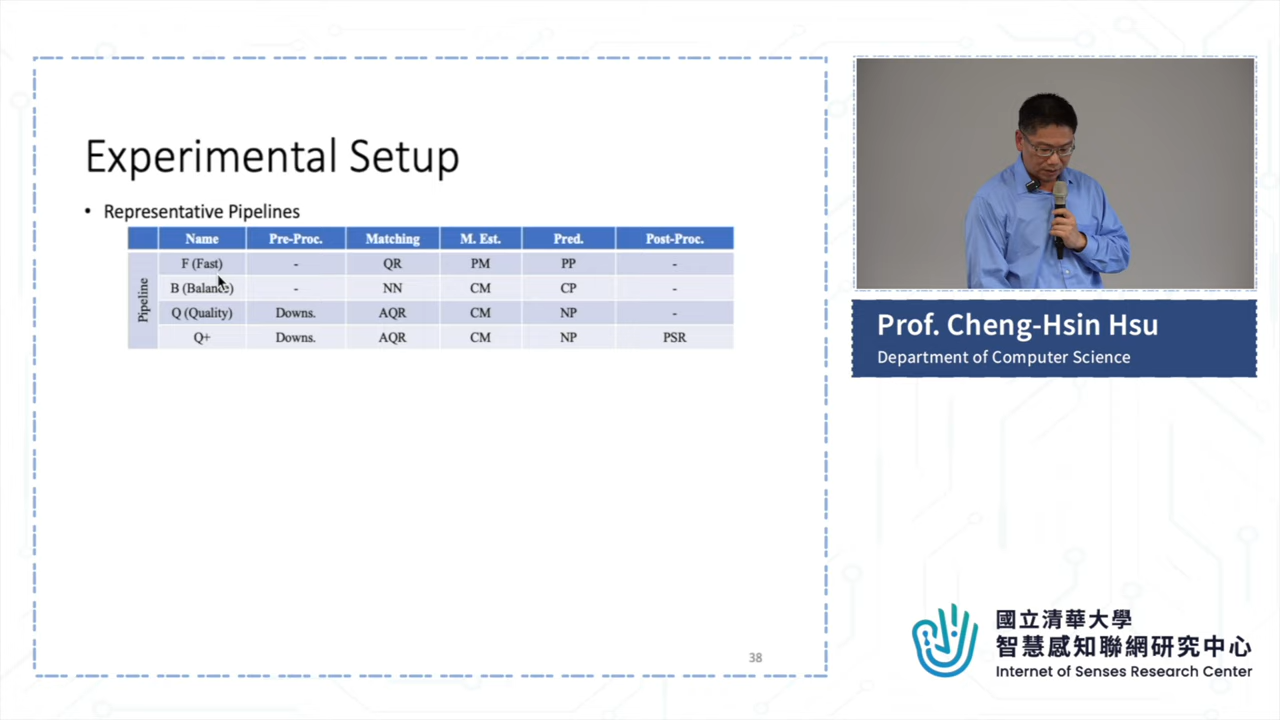 Experimental Setup
• Representative Pipelines
Name Pre-Proc. Matching M. Est. Pred. Post-Proc.
Pipeline
F (Fast) - QR PM PP -
B (Balance) - NN CM CP -
Q (Quality) Downs. AQR CM NP -
Q+ Downs. AQR CM NP PSR
38
Prof. Cheng-Hsin Hsu
Department of Computer Science
國立清華大學
智慧感知聯網研究中心
Internet of Senses Research Center